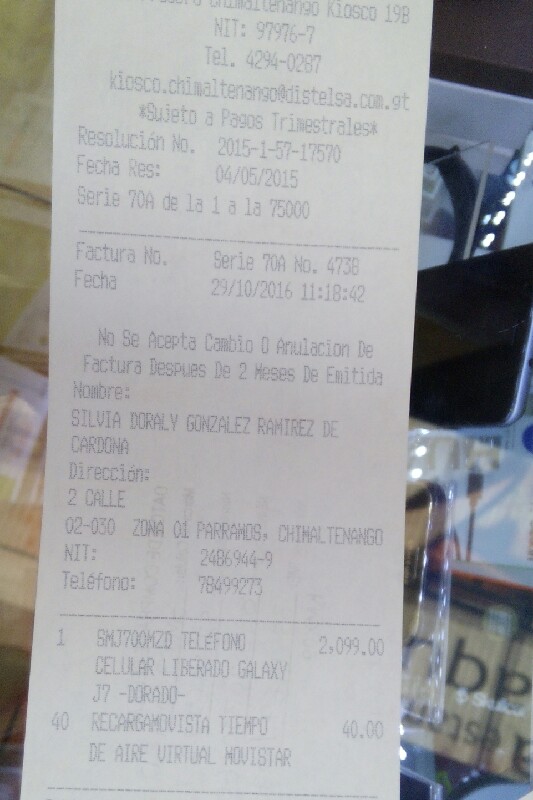 Chimaltenango Kiosco 19B
NIT: 97976-7
Tel. 4294-0287
kiosco.chimaltenango@distelsa.com.gt
*Sujeto a Pagos Trimestrales*
Resolución No. 2015-1-57-17570
Fecha Res: 04/05/2015
Serie 70A de la 1 a la 75000
Factura No. Serie 70A No. 4738
Fecha 29/10/2016 11:18:42
No Se Acepta Cambio O Anulacion De
Factura Despues De 2 Meses De Emitida
Nombre:
SILVIA DORALY GONZALEZ RAMIREZ DE
CARDONA
Dirección:
2 CALLE
02-030 ZONA 01 PARRAMOS, CHIMALTENANGO
NIT: 2486944-9
Teléfono: 78499273
1 SMJ700MZD TELÉFONO 2,099.00
CELULAR LIBERADO GALAXY
J7 -DORADO-
40 RECARGAMOVISTA TIEMPO 40.00
DE AIRE VIRTUAL MOVISTAR